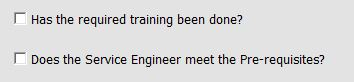 Has the required training been done?
Does the Service Engineer meet the Pre-requisites?